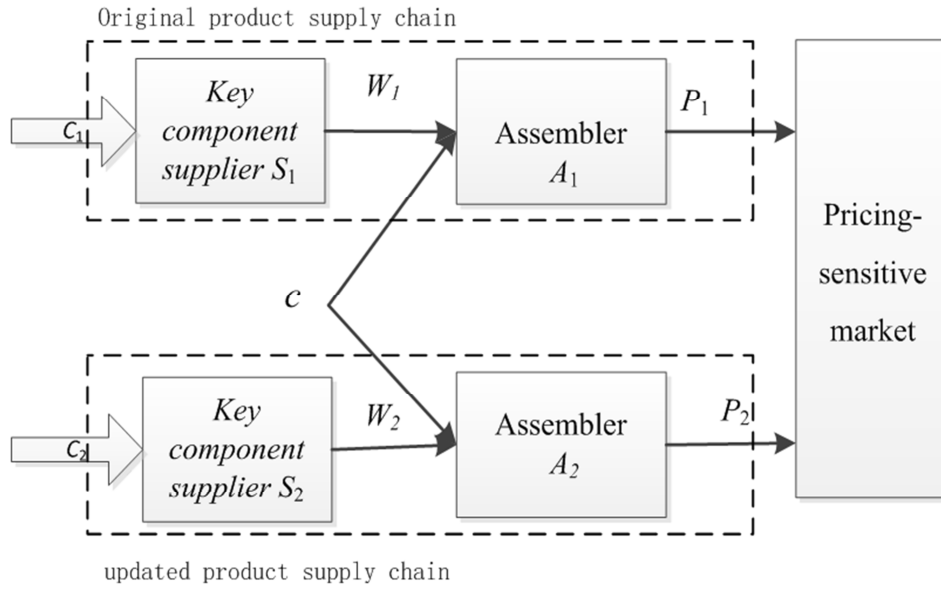 Original product supply chain
C₁
Key
component
supplier S₁
W₁
Assembler
A₁
P₁
Pricing-
sensitive
market
c
C₂
Key
component
supplier S₂
W₂
Assembler
A₂
P₂
updated product supply chain